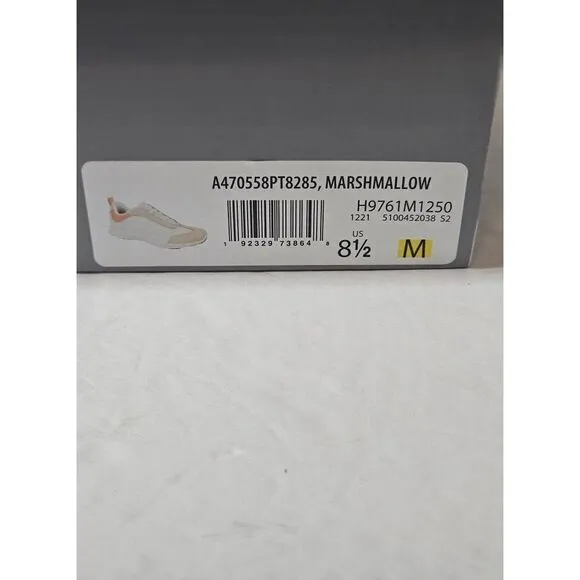 A470558PT8285, MARSHMALLOW
H9761M1250
1221 5100452038 S2
1 92329 73864 8
US
8½ M